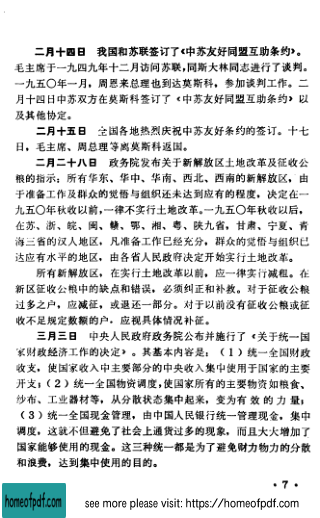 二月十四日　我国和苏联签订了《中苏友好同盟互助条约》。
毛主席于一九四九年十二月访问苏联，同斯大林同志进行了谈判。
一九五〇年一月，周恩来总理也到达莫斯科，参加谈判工作。二
月十四日中苏双方在莫斯科签订了《中苏友好同盟互助条约》以
及其他协定。
二月十五日　全国各地热烈庆祝中苏友好条约的签订。十七
日，毛主席、周总理等离莫斯科返国。
二月二十八日　政务院发布关于新解放区土地改革及征收公
粮的指示：所有华东、华中、华南、西北、西南的新解放区，由
于准备工作及群众的觉悟与组织还未达到应有的程度，决定在一
九五〇年秋收以前，一律不实行土地改革。一九五〇年秋收以后，
在苏、浙、皖、闽、赣、鄂、湘、粤、陕九省，甘肃、宁夏、青
海三省的汉人地区，凡准备工作已经充分，群众的觉悟与组织已
达应有水平的地区，由各省人民政府决定开始实行土地改革。
所有新解放区，在实行土地改革以前，应一律实行减租。在
新区征收公粮中的缺点和错误，必须纠正和补救。对于征收公粮
过多之户，应减征，或退还一部分。对于以前没有征收公粮或征
收不足规定数额的户，应视具体情况补征。
三月三日　中央人民政府政务院公布并施行了《关于统一国
家财政经济工作的决定》。其基本内容是：（1）统一全国财政
收支，使国家收入中主要部分的中央收入集中使用于国家的主要
开支；（2）统一全国物资调度，使国家所有的主要物资如粮食、
纱布、工业器材等，从分散状态集中起来，变为有效的力量；
（3）统一全国现金管理，由中国人民银行统一管理现金，集中
调度，这就不但避免了社会上通货过多的现象，而且大大增加了
国家能够使用的现金。这三种统一都是为了避免财力物力的分散
和浪费，达到集中使用的目的。
·7·
homeofpdf.com
see more please visit: https://homeofpdf.com